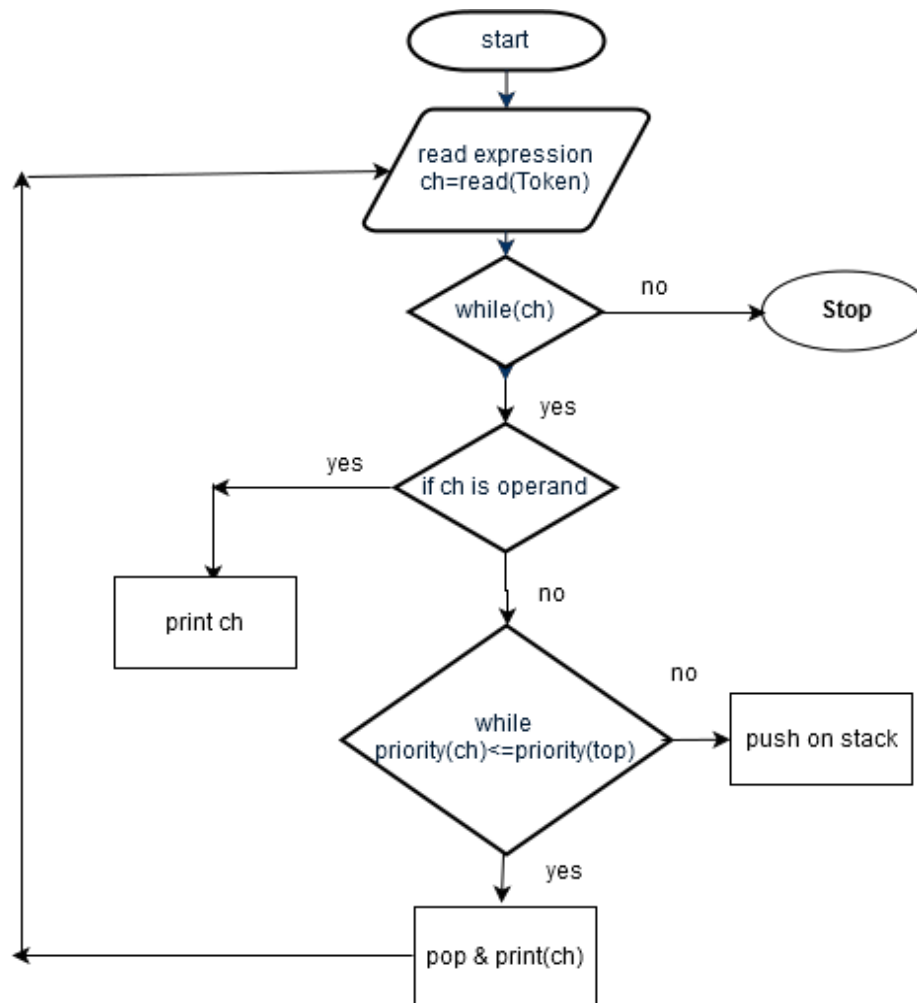 start
read expression
ch=read(Token)
while(ch)
no
Stop
yes
if ch is operand
yes
print ch
no
while
priority(ch)<=priority(top)
no
push on stack
yes
pop & print(ch)